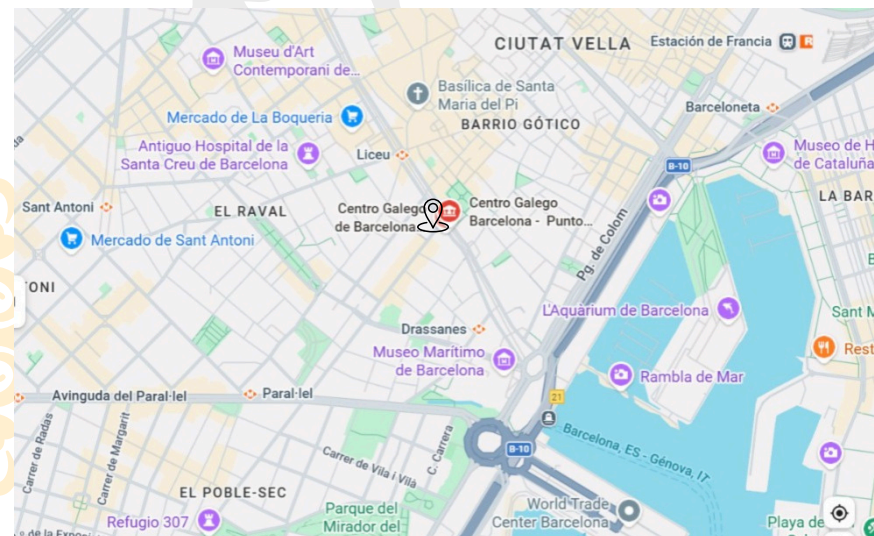 CIUTAT VELLA
Estación de Francia
R
Museu d'Art
Contemporani de...
Basílica de Santa
Maria del Pi
Barceloneta
Mercado de La Boqueria
BARRIO GÓTICO
Antiguo Hospital de la
Santa Creu de Barcelona
Liceu
B-10
Museo de H
de Cataluña
Sant Antoni
EL RAVAL
Centro Galego
de Barcelona
Centro Galego
Barcelona - Punto...
LA BAR
Mercado de Sant Antoni
Pg. de Colom
TONI
L'Aquàrium de Barcelona
Sant M
Drassanes
Museo Marítimo
de Barcelona
Rest
Rambla de Mar
Avinguda del Paral·lel
Paral·lel
21
Carrer de Radas
Carrer de Margarit
C. Carrera
B-10
Barcelona, ES - Génova, IT
Carrer de Vila i Vilà
EL POBLE-SEC
Refugio 307
Parque del
Mirador del
World Trade
Center Barcelona
Playa de